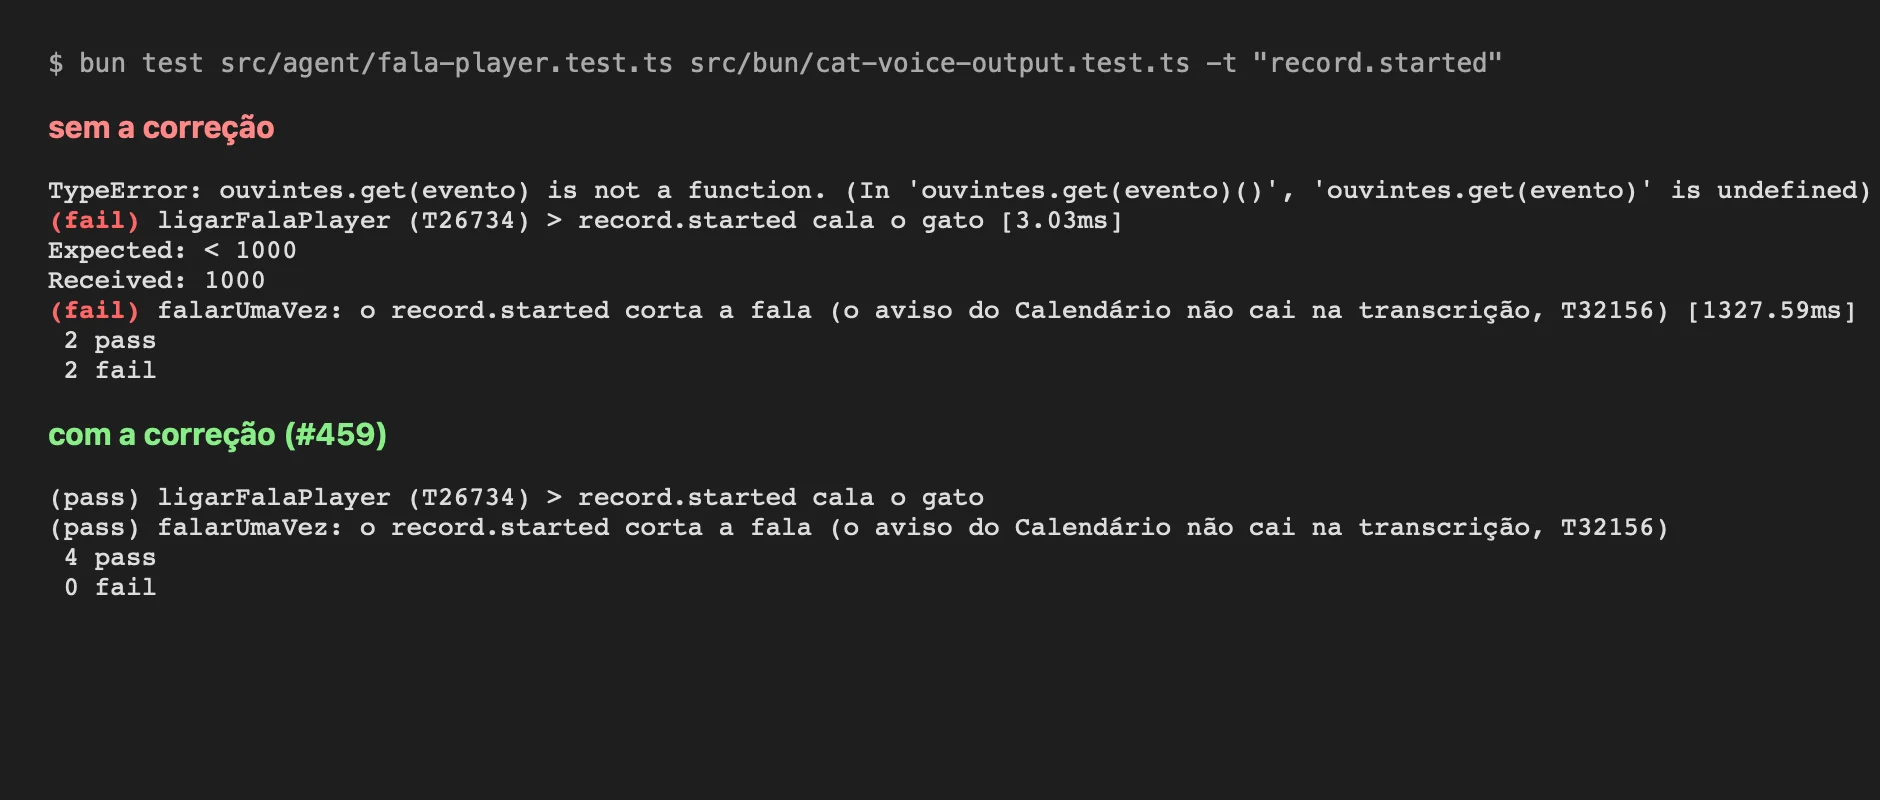 $ bun test src/agent/fala-player.test.ts src/bun/cat-voice-output.test.ts -t "record.started"
sem a correção
TypeError: ouvintes.get(evento) is not a function. (In 'ouvintes.get(evento)()', 'ouvintes.get(evento)' is undefined)
(fail) ligarFalaPlayer (T26734) > record.started cala o gato [3.03ms]
Expected: < 1000
Received: 1000
(fail) falarUmaVez: o record.started corta a fala (o aviso do Calendário não cai na transcrição, T32156) [1327.59ms]
2 pass
2 fail
com a correção (#459)
(pass) ligarFalaPlayer (T26734) > record.started cala o gato
(pass) falarUmaVez: o record.started corta a fala (o aviso do Calendário não cai na transcrição, T32156)
4 pass
0 fail